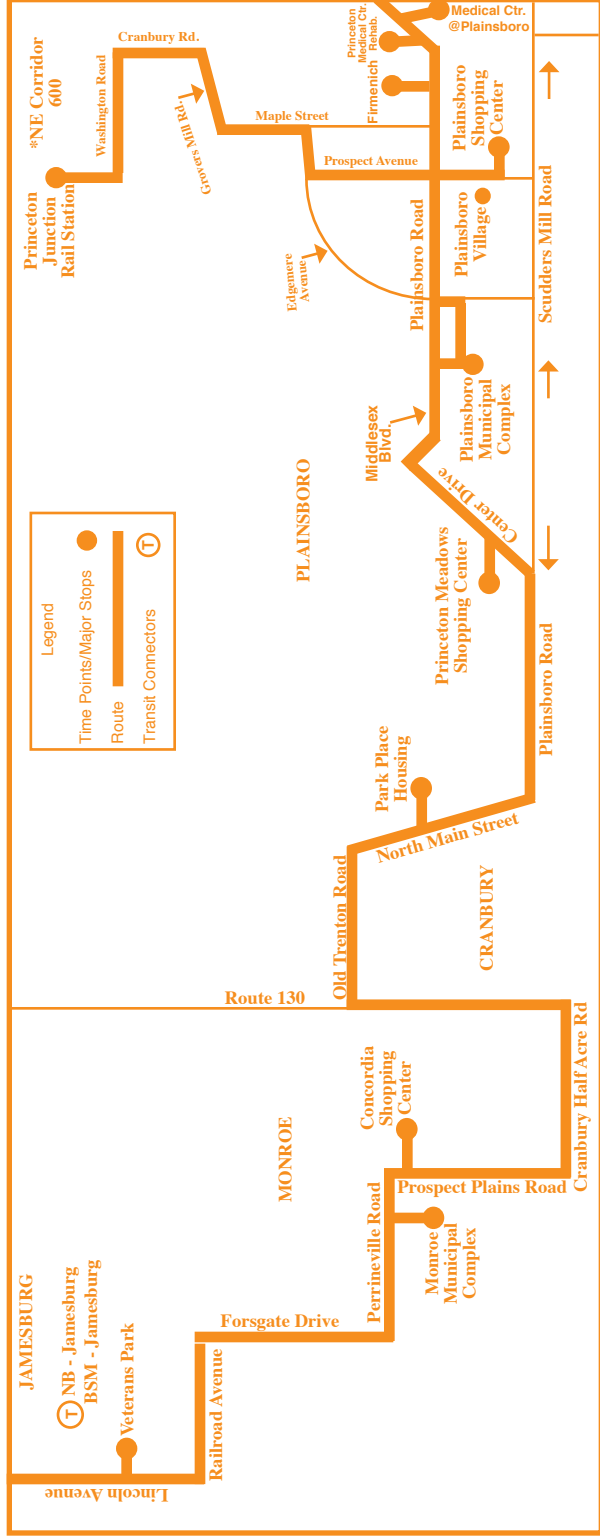 JAMESBURG
NB - Jamesburg
BSM - Jamesburg
T
Veterans Park
Lincoln Avenue
Railroad Avenue
Forsgate Drive
MONROE
Perrineville Road
Monroe
Municipal
Complex
Concordia
Shopping
Center
Prospect Plains Road
Cranbury Half Acre Rd
Route 130
Old Trenton Road
CRANBURY
North Main Street
Park Place
Housing
Plainsboro Road
Legend
Time Points/Major Stops
Route
Transit Connectors
T
PLAINSBORO
Princeton Meadows
Shopping Center
Center Drive
Middlesex
Blvd.
Plainsboro
Municipal
Complex
Scudders Mill Road
Plainsboro Road
Plainsboro
Village
Edgemere
Avenue
Prospect Avenue
Maple Street
Grovers Mill Rd.
Cranbury Rd.
Washington Road
Princeton
Junction
Rail Station
*NE Corridor
600
Plainsboro
Shopping
Center
Firmenich
Princeton
Medical Ctr.
Rehab.
Medical Ctr.
@Plainsboro